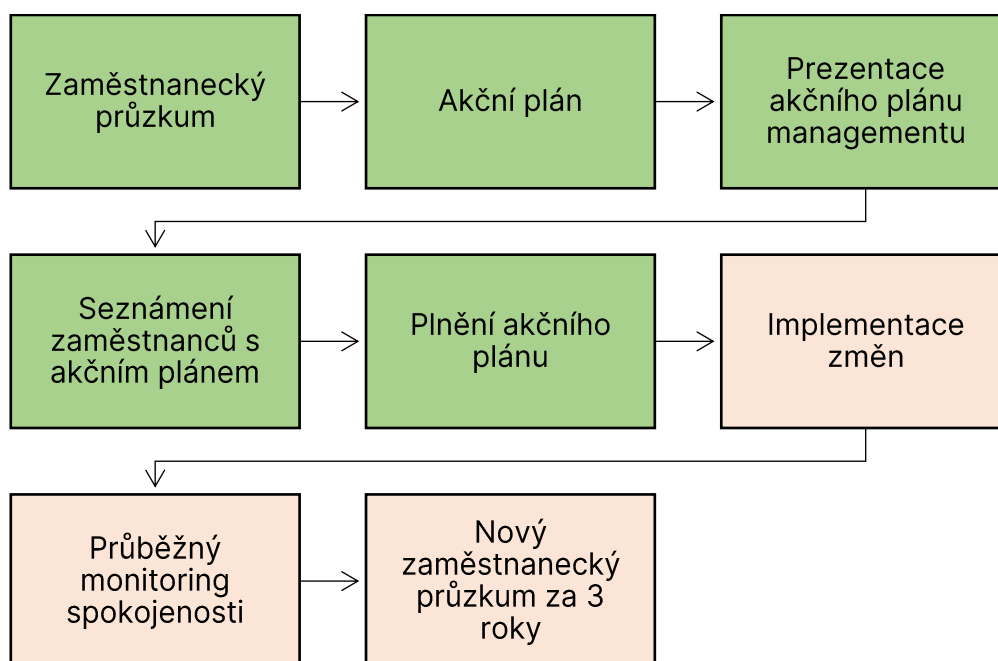 Zaměstnanecký
průzkum
Akční plán
Prezentace
akčního plánu
managementu
Seznámení
zaměstnanců s
akčním plánem
Plnění akčního
plánu
Implementace
změn
Průběžný
monitoring
spokojenosti
Nový
zaměstnanecký
průzkum za 3
roky